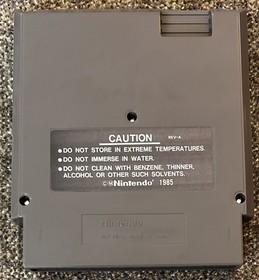 CAUTION REV-A
•DO NOT STORE IN EXTREME TEMPERATURES.
•DO NOT IMMERSE IN WATER.
•DO NOT CLEAN WITH BENZENE, THINNER,
ALCOHOL OR OTHER SUCH SOLVENTS.
©™Nintendo® 1985
Nintendo